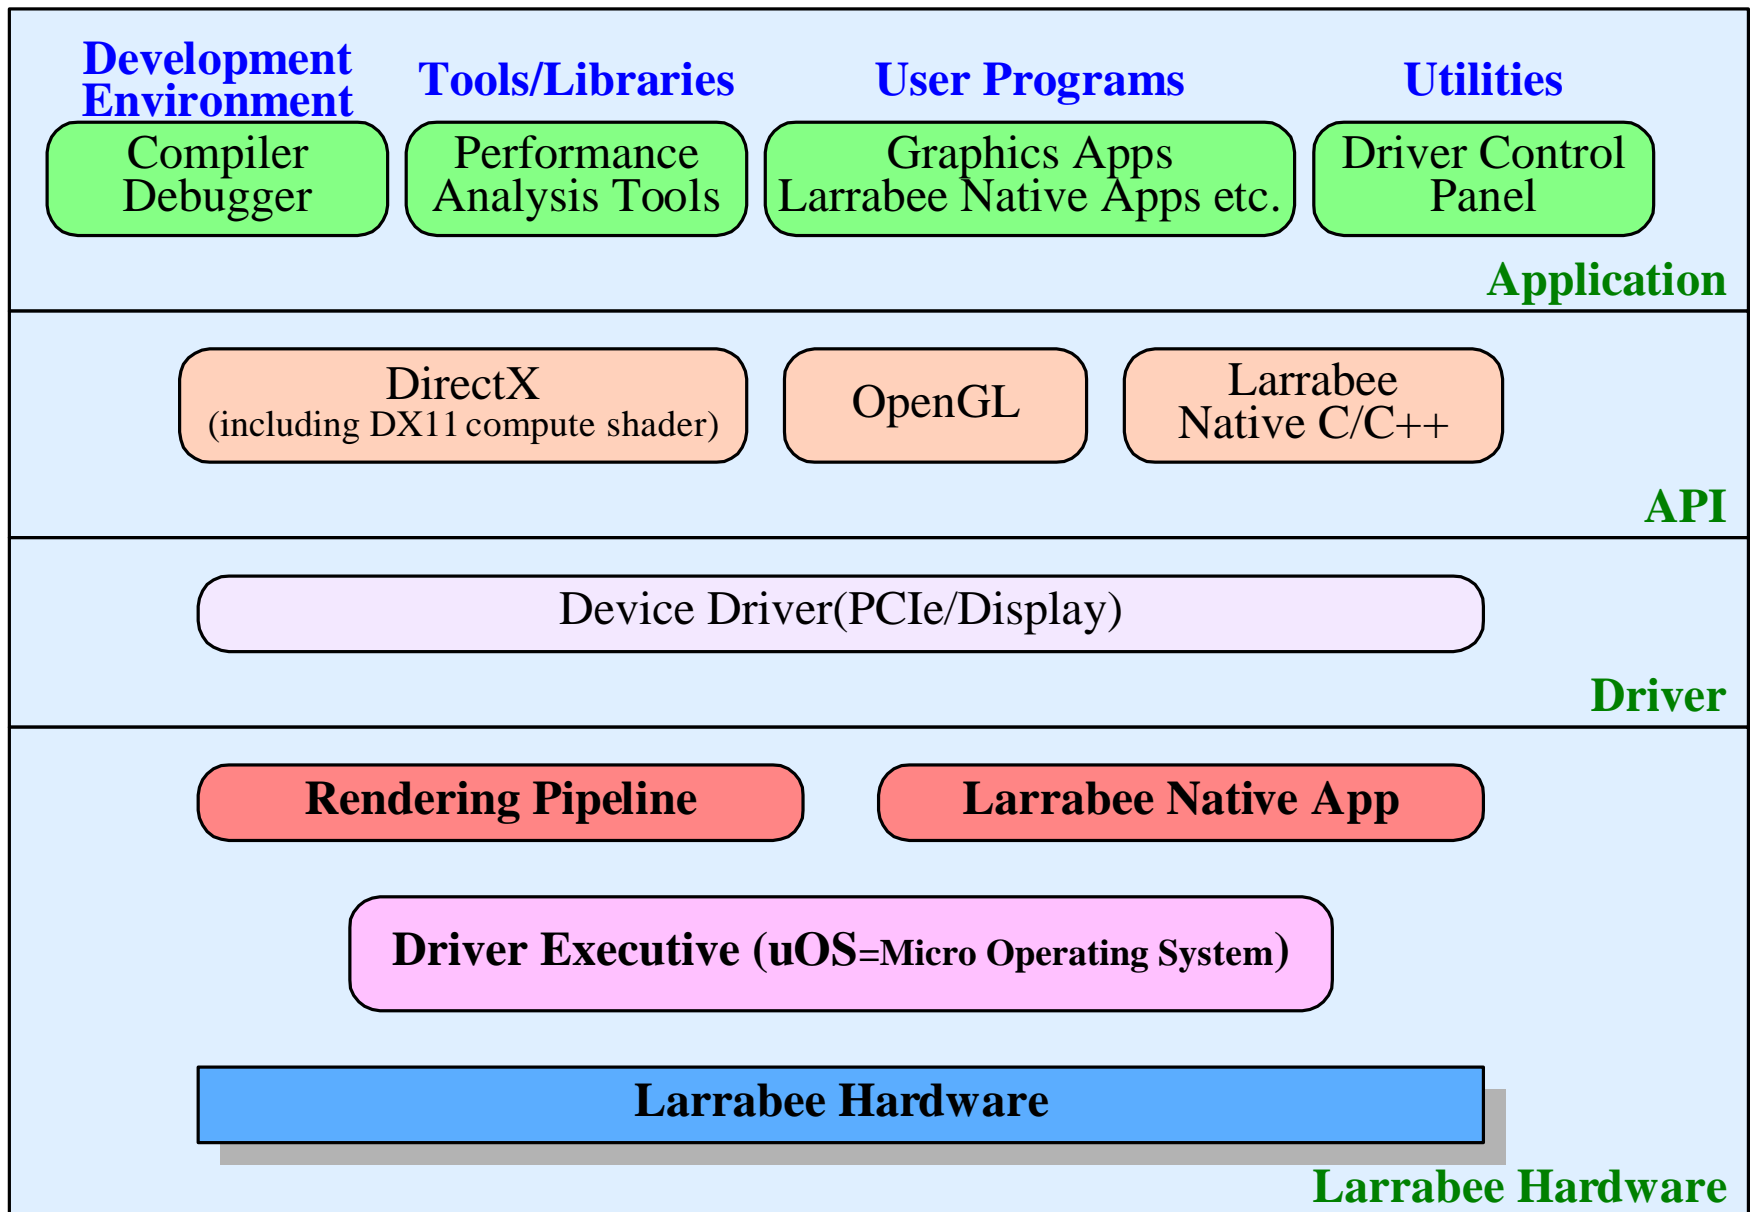 Development
Environment
Tools/Libraries
User Programs
Utilities
Compiler
Debugger
Performance
Analysis Tools
Graphics Apps
Larrabee Native Apps etc.
Driver Control
Panel
Application
DirectX
(including DX11 compute shader)
OpenGL
Larrabee
Native C/C++
API
Device Driver(PCIe/Display)
Driver
Rendering Pipeline
Larrabee Native App
Driver Executive (uOS=Micro Operating System)
Larrabee Hardware
Larrabee Hardware